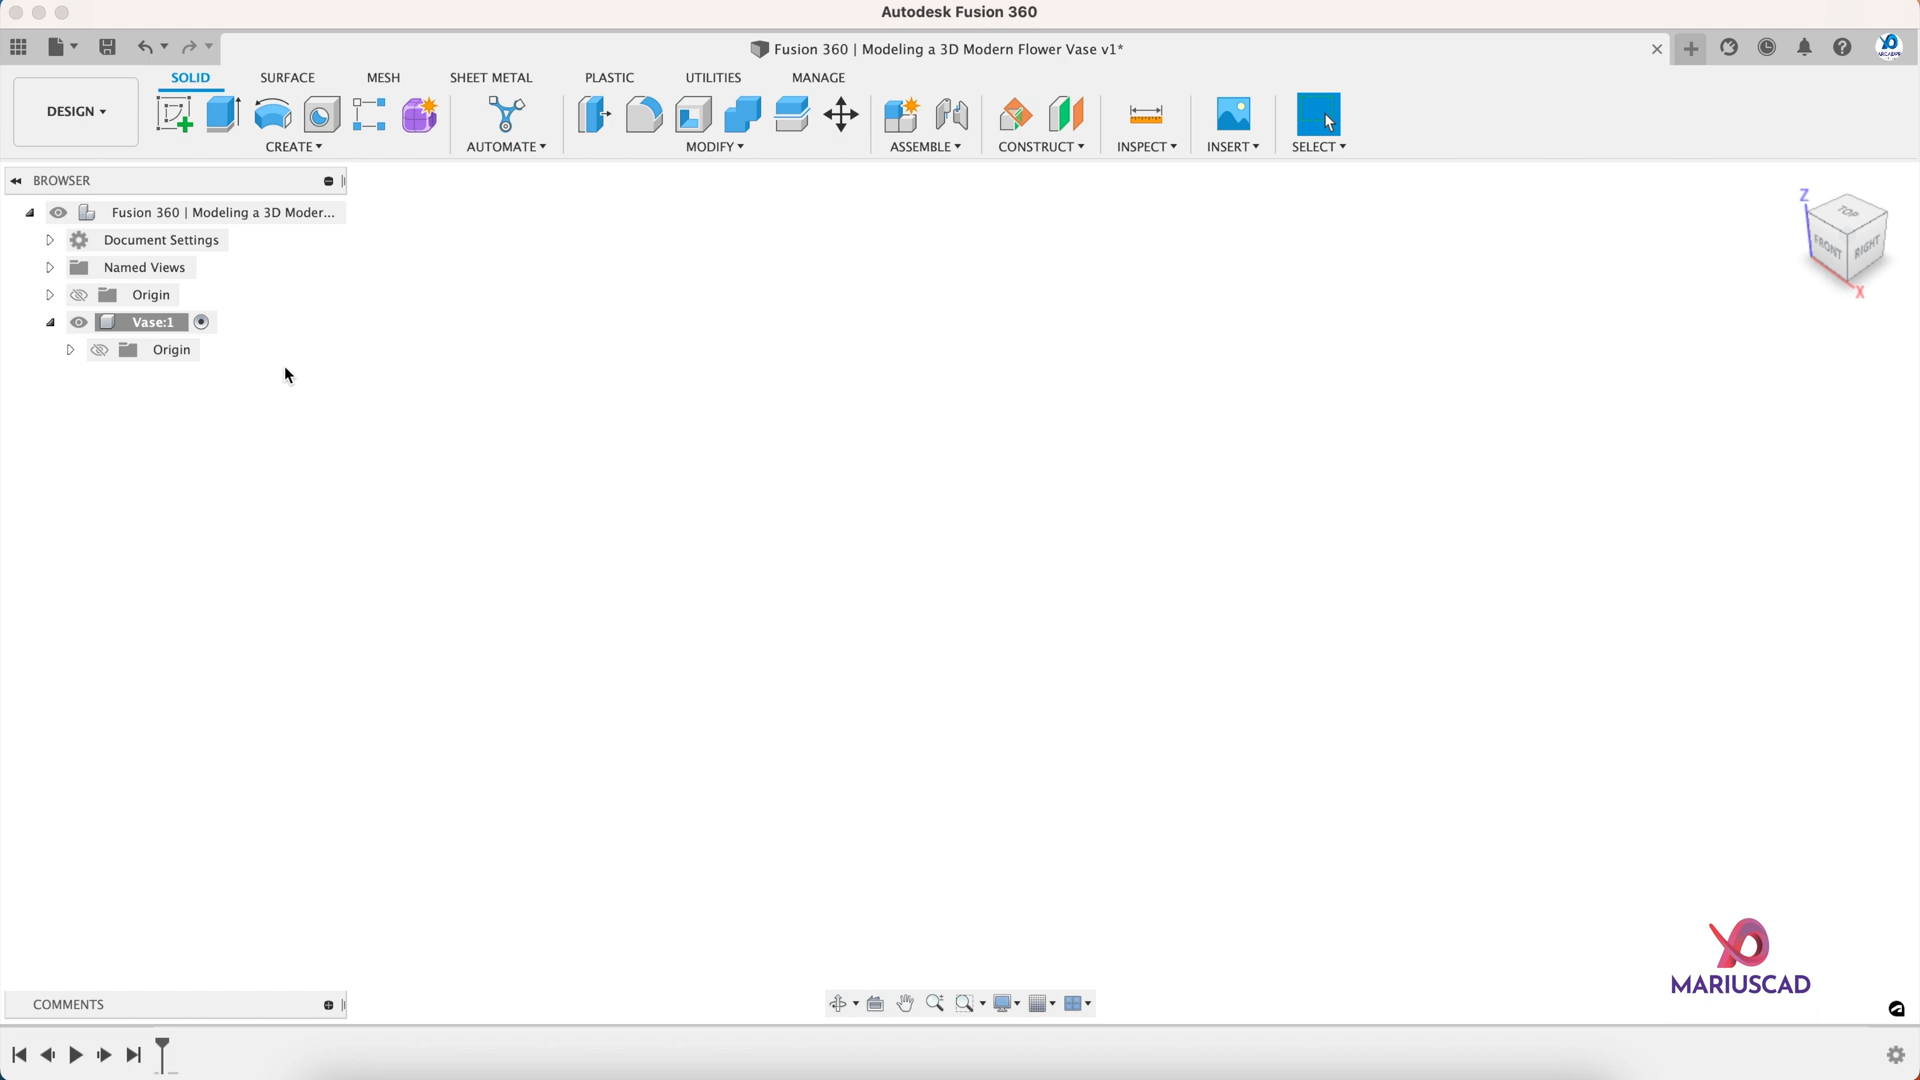 Autodesk Fusion 360
Fusion 360 | Modeling a 3D Modern Flower Vase v1*
SOLID SURFACE MESH SHEET METAL PLASTIC UTILITIES MANAGE
DESIGN
CREATE AUTOMATE MODIFY ASSEMBLE CONSTRUCT INSPECT INSERT SELECT
BROWSER
Fusion 360 | Modeling a 3D Moder...
Document Settings
Named Views
Origin
Vase:1
Origin
Z
TOP
FRONT RIGHT
X
MARIUSCAD
COMMENTS